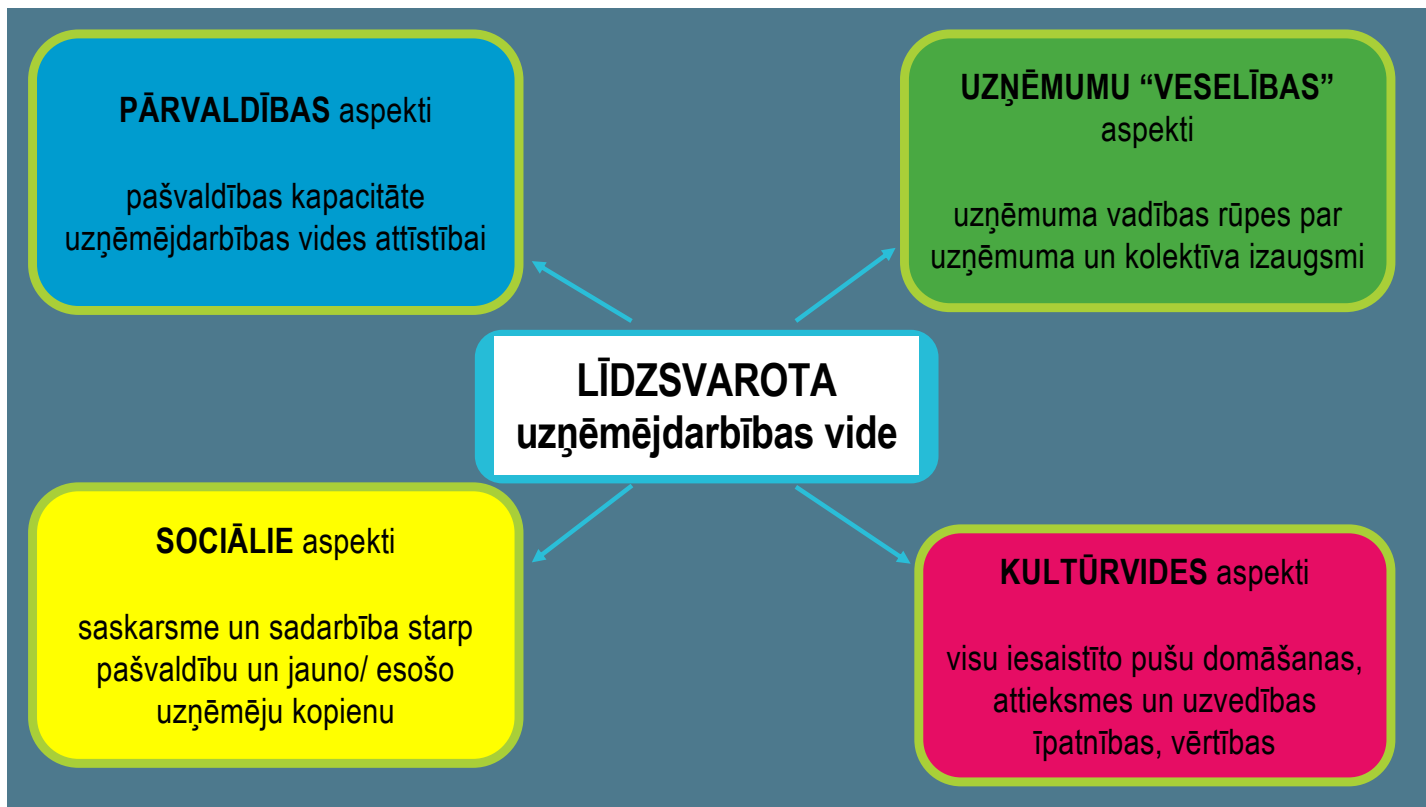 PĀRVALDĪBAS aspekti
pašvaldības kapacitāte
uzņēmējdarbības vides attīstībai
UZŅĒMUMU “VESELĪBAS”
aspekti
uzņēmuma vadības rūpes par
uzņēmuma un kolektīva izaugsmi
LĪDZSVAROTA
uzņēmējdarbības vide
SOCIĀLIE aspekti
saskarsme un sadarbība starp
pašvaldību un jauno/ esošo
uzņēmēju kopienu
KULTŪRVIDES aspekti
visu iesaistīto pušu domāšanas,
attieksmes un uzvedības
īpatnības, vērtības